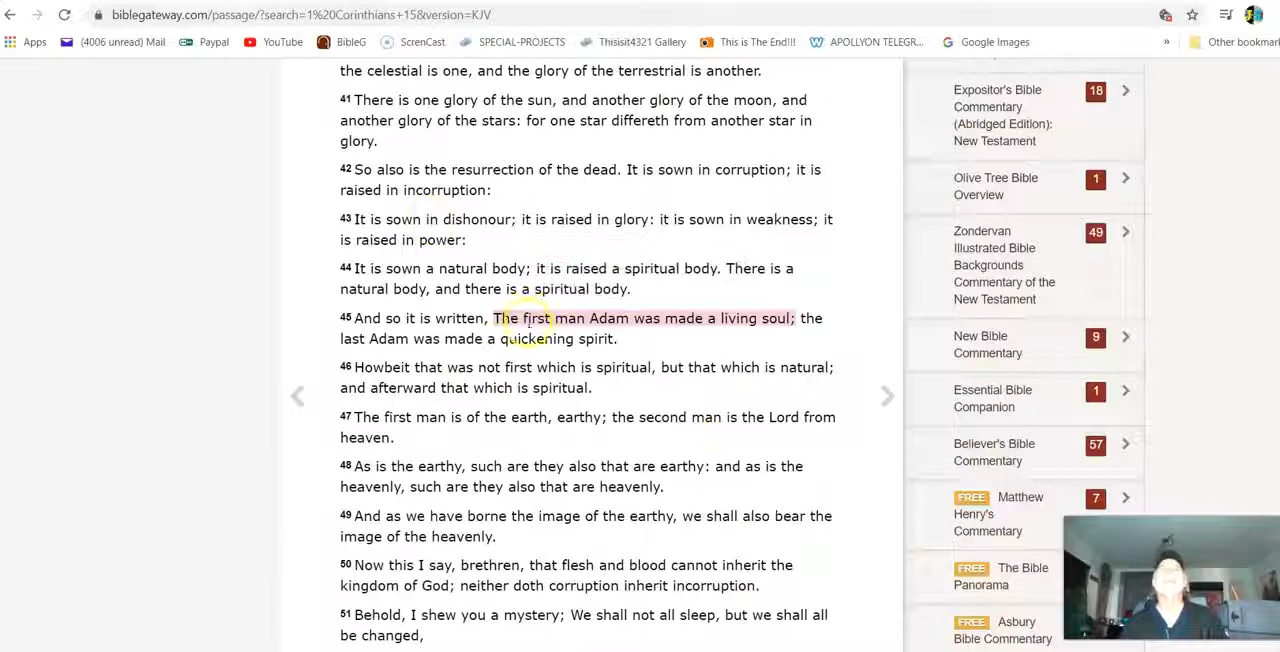 biblegateway.com/passage/?search=1%20Corinthians+15&version=KJV
Apps (4006 unread) Mail Paypal YouTube BibleG ScrenCast SPECIAL-PROJECTS Thisisit4321 Gallery This is The End!!! APOLLYON TELEGR... Google Images » Other bookmar
the celestial is one, and the glory of the terrestrial is another.
41 There is one glory of the sun, and another glory of the moon, and
another glory of the stars: for one star differeth from another star in
glory.
42 So also is the resurrection of the dead. It is sown in corruption; it is
raised in incorruption:
43 It is sown in dishonour; it is raised in glory: it is sown in weakness; it
is raised in power:
44 It is sown a natural body; it is raised a spiritual body. There is a
natural body, and there is a spiritual body.
45 And so it is written, The first man Adam was made a living soul; the
last Adam was made a quickening spirit.
46 Howbeit that was not first which is spiritual, but that which is natural;
and afterward that which is spiritual.
47 The first man is of the earth, earthy; the second man is the Lord from
heaven.
48 As is the earthy, such are they also that are earthy: and as is the
heavenly, such are they also that are heavenly.
49 And as we have borne the image of the earthy, we shall also bear the
image of the heavenly.
50 Now this I say, brethren, that flesh and blood cannot inherit the
kingdom of God; neither doth corruption inherit incorruption.
51 Behold, I shew you a mystery; We shall not all sleep, but we shall all
be changed,
Expositor's Bible 18
Commentary
(Abridged Edition):
New Testament
Olive Tree Bible 1
Overview
Zondervan 49
Illustrated Bible
Backgrounds
Commentary of the
New Testament
New Bible 9
Commentary
Essential Bible 1
Companion
Believer's Bible 57
Commentary
FREE Matthew 7
Henry's
Commentary
FREE The Bible
Panorama
FREE Asbury
Bible Commentary